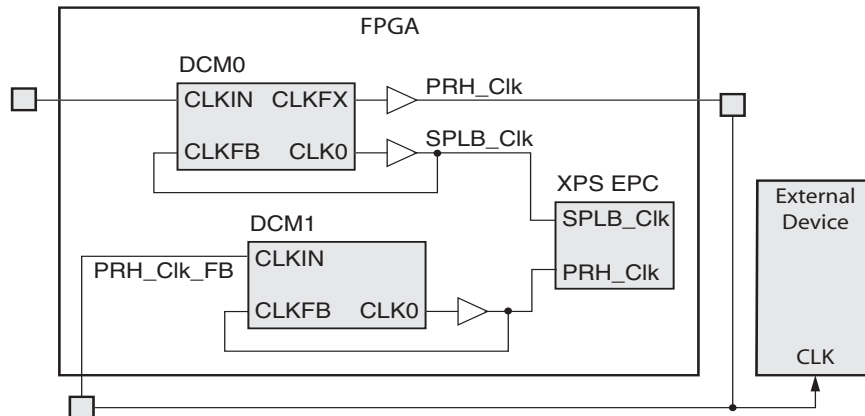 FPGA
DCM0
PRH_Clk
CLKIN CLKFX
SPLB_Clk
CLKFB CLK0
XPS EPC
External
Device
SPLB_Clk
DCM1
CLKIN
PRH_Clk_FB
PRH_Clk
CLKFB CLK0
CLK